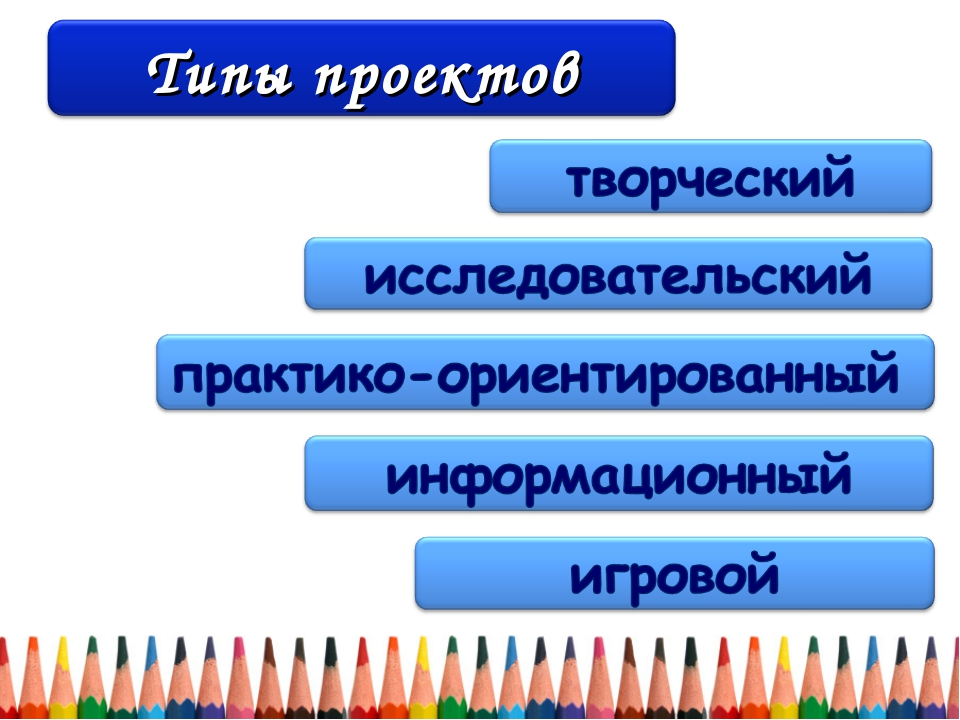 Типы проектов
творческий
исследовательский
практико-ориентированный
информационный
игровой